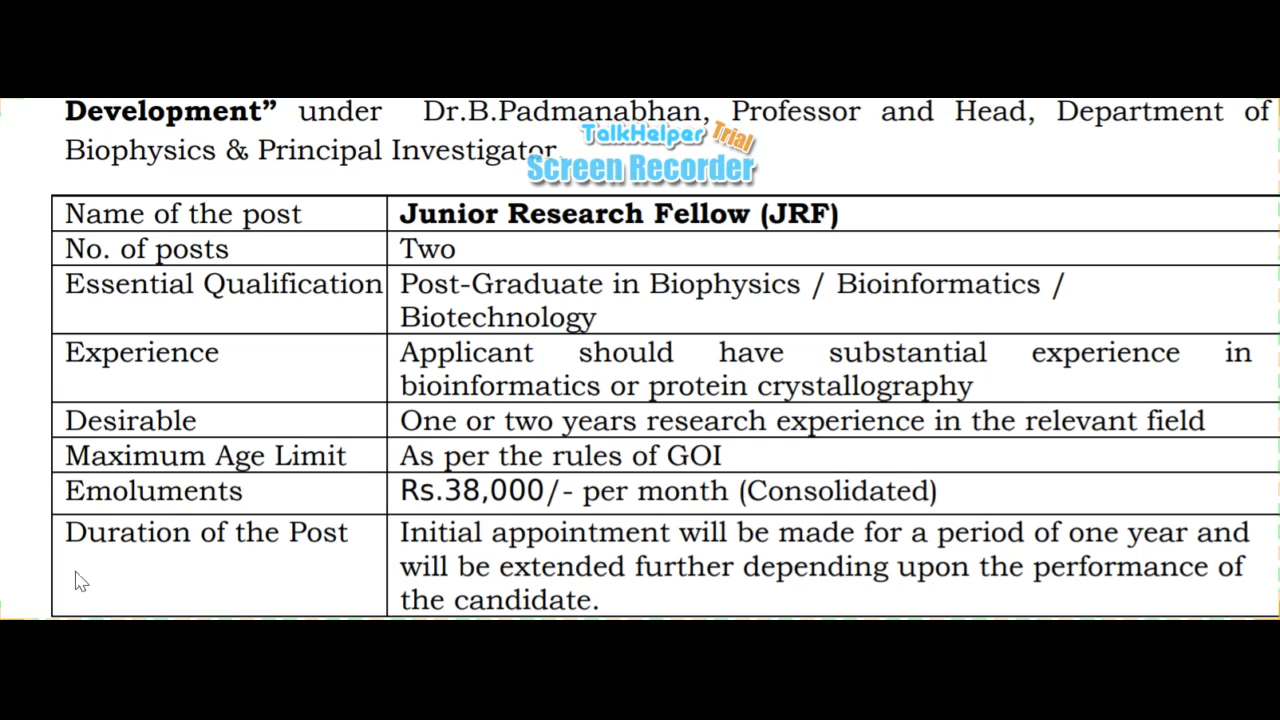 Development” under Dr.B.Padmanabhan, Professor and Head, Department of
Biophysics & Principal Investigator.
TalkHelper Trial
Screen Recorder
Name of the post Junior Research Fellow (JRF)
No. of posts Two
Essential Qualification Post-Graduate in Biophysics / Bioinformatics /
Biotechnology
Experience Applicant should have substantial experience in
bioinformatics or protein crystallography
Desirable One or two years research experience in the relevant field
Maximum Age Limit As per the rules of GOI
Emoluments Rs.38,000/- per month (Consolidated)
Duration of the Post Initial appointment will be made for a period of one year and
will be extended further depending upon the performance of
the candidate.